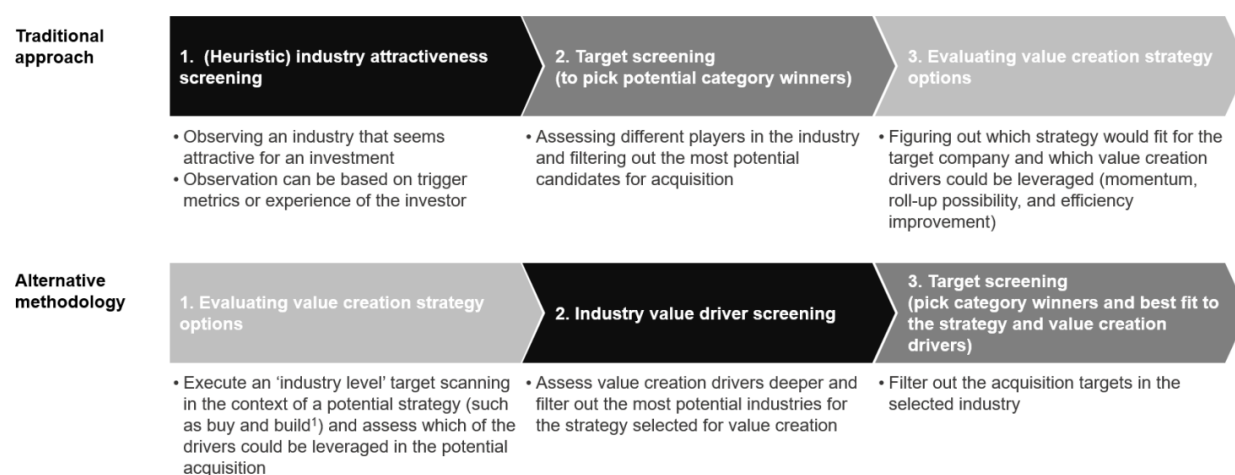 Traditional
approach
1. (Heuristic) industry attractiveness
screening
2. Target screening
(to pick potential category winners)
3. Evaluating value creation strategy
options
• Observing an industry that seems
attractive for an investment
• Observation can be based on trigger
metrics or experience of the investor
• Assessing different players in the industry
and filtering out the most potential
candidates for acquisition
• Figuring out which strategy would fit for the
target company and which value creation
drivers could be leveraged (momentum,
roll-up possibility, and efficiency
improvement)
Alternative
methodology
1. Evaluating value creation strategy
options
2. Industry value driver screening
3. Target screening
(pick category winners and best fit to
the strategy and value creation
drivers)
• Execute an ‘industry level’ target scanning
in the context of a potential strategy (such
as buy and build¹) and assess which of the
drivers could be leveraged in the potential
acquisition
• Assess value creation drivers deeper and
filter out the most potential industries for
the strategy selected for value creation
• Filter out the acquisition targets in the
selected industry